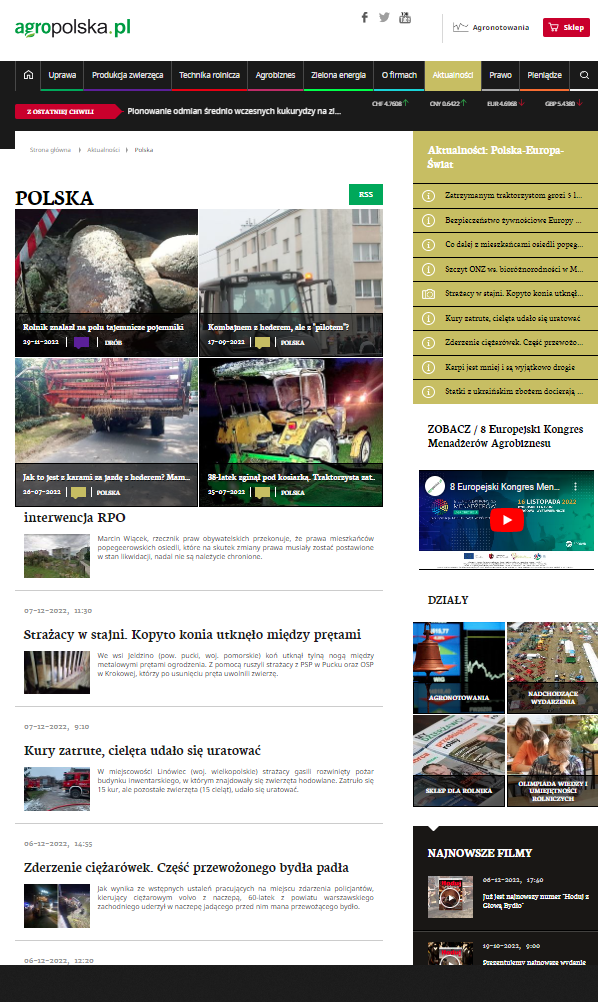 agropolska.pl
Agronotowania
Sklep
Uprawa
Produkcja zwierzęca
Technika rolnicza
Agrobiznes
Zielona energia
O firmach
Aktualności
Prawo
Pieniądze
Z OSTATNIEJ CHWILI
Plonowanie odmian średnio wczesnych kukurydzy na zi...
CHF 4.7608
CNY 0.6422
EUR 4.6968
GBP 5.4380
Strona główna
Aktualności
Polska
POLSKA
RSS
Rolnik znalazł na polu tajemnicze pojemniki
29-11-2022
DRÓB
Kombajnem z hederem, ale z "pilotem"?
17-09-2022
POLSKA
Jak to jest z karami za jazdę z hederem? Mam...
26-07-2022
POLSKA
38-latek zginął pod kosiarką. Traktorzysta zat..
25-07-2022
POLSKA
interwencja RPO
Marcin Wiącek, rzecznik praw obywatelskich przekonuje, że prawa mieszkańców
popegeerowskich osiedli, które na skutek zmiany prawa musiały zostać postawione
w stan likwidacji, nadal nie są należycie chronione.
07-12-2022, 11:30
Strażacy w stajni. Kopyto konia utknęło między prętami
We wsi Jeldzino (pow. pucki, woj. pomorskie) koń utknął tylną nogą między
metalowymi prętami ogrodzenia. Z pomocą ruszyli strażacy z PSP w Pucku oraz OSP
w Krokowej, którzy po usunięciu pręta uwolnili zwierzę.
07-12-2022, 9:10
Kury zatrute, cielęta udało się uratować
W miejscowości Linówiec (woj. wielkopolskie) strażacy gasili rozwinięty pożar
budynku inwentarskiego, w którym znajdowały się zwierzęta hodowlane. Zatruło się
15 kur, ale pozostałe zwierzęta (15 cieląt), udało się uratować.
06-12-2022, 14:55
Zderzenie ciężarówek. Część przewożonego bydła padła
Jak wynika ze wstępnych ustaleń pracujących na miejscu zdarzenia policjantów,
kierujący ciężarowym volvo z naczepą, 60-latek z powiatu warszawskiego
zachodniego uderzył w naczepę jadącego przed nim mana przewożącego bydło.
06-12-2022, 12:20
Aktualności: Polska-Europa-
Świat
Zatrzymanym traktorzystom grozi 5 l...
Bezpieczeństwo żywnościowe Europy ...
Co dalej z mieszkańcami osiedli popeg...
Szczyt ONZ ws. bioróżnorodności w M...
Strażacy w stajni. Kopyto konia utknęł...
Kury zatrute, cielęta udało się uratować
Zderzenie ciężarówek. Część przewożo...
Karpi jest mniej i są wyjątkowo drogie
Statki z ukraińskim zbożem docierają ...
ZOBACZ / 8 Europejski Kongres
Menadżerów Agrobiznesu
8 Europejski Kongres Men...
16 LISTOPADA 2022
DZIAŁY
AGRONOTOWANIA
NADCHODZĄCE
WYDARZENIA
SKLEP DLA ROLNIKA
OLIMPIADA WIEDZY I
UMIEJĘTNOŚCI
ROLNICZYCH
NAJNOWSZE FILMY
06-12-2022, 17:40
Już jest najnowszy numer "Hoduj z
Głową Bydło"
19-10-2022, 9:00
Prezentujemy najnowsze wydanie